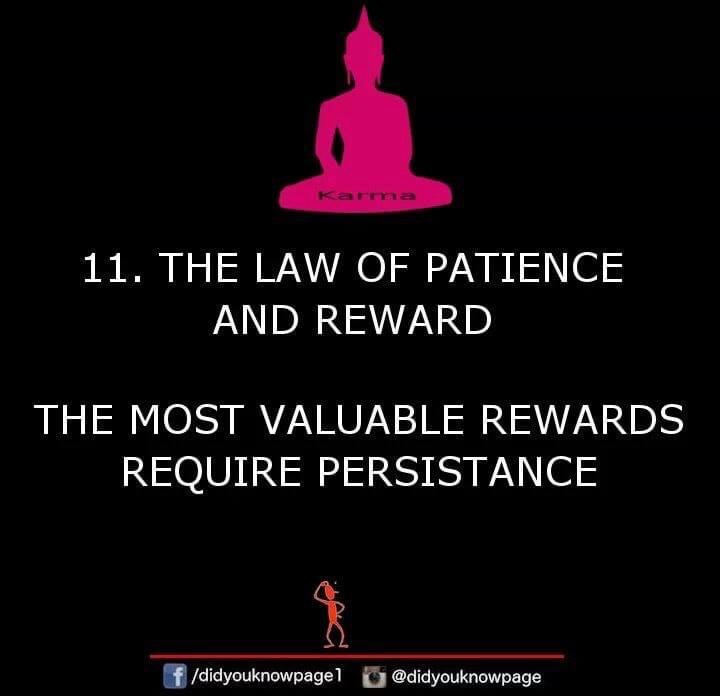 Karma
11. THE LAW OF PATIENCE
AND REWARD
THE MOST VALUABLE REWARDS
REQUIRE PERSISTANCE
f /didyouknowpage1 @didyouknowpage